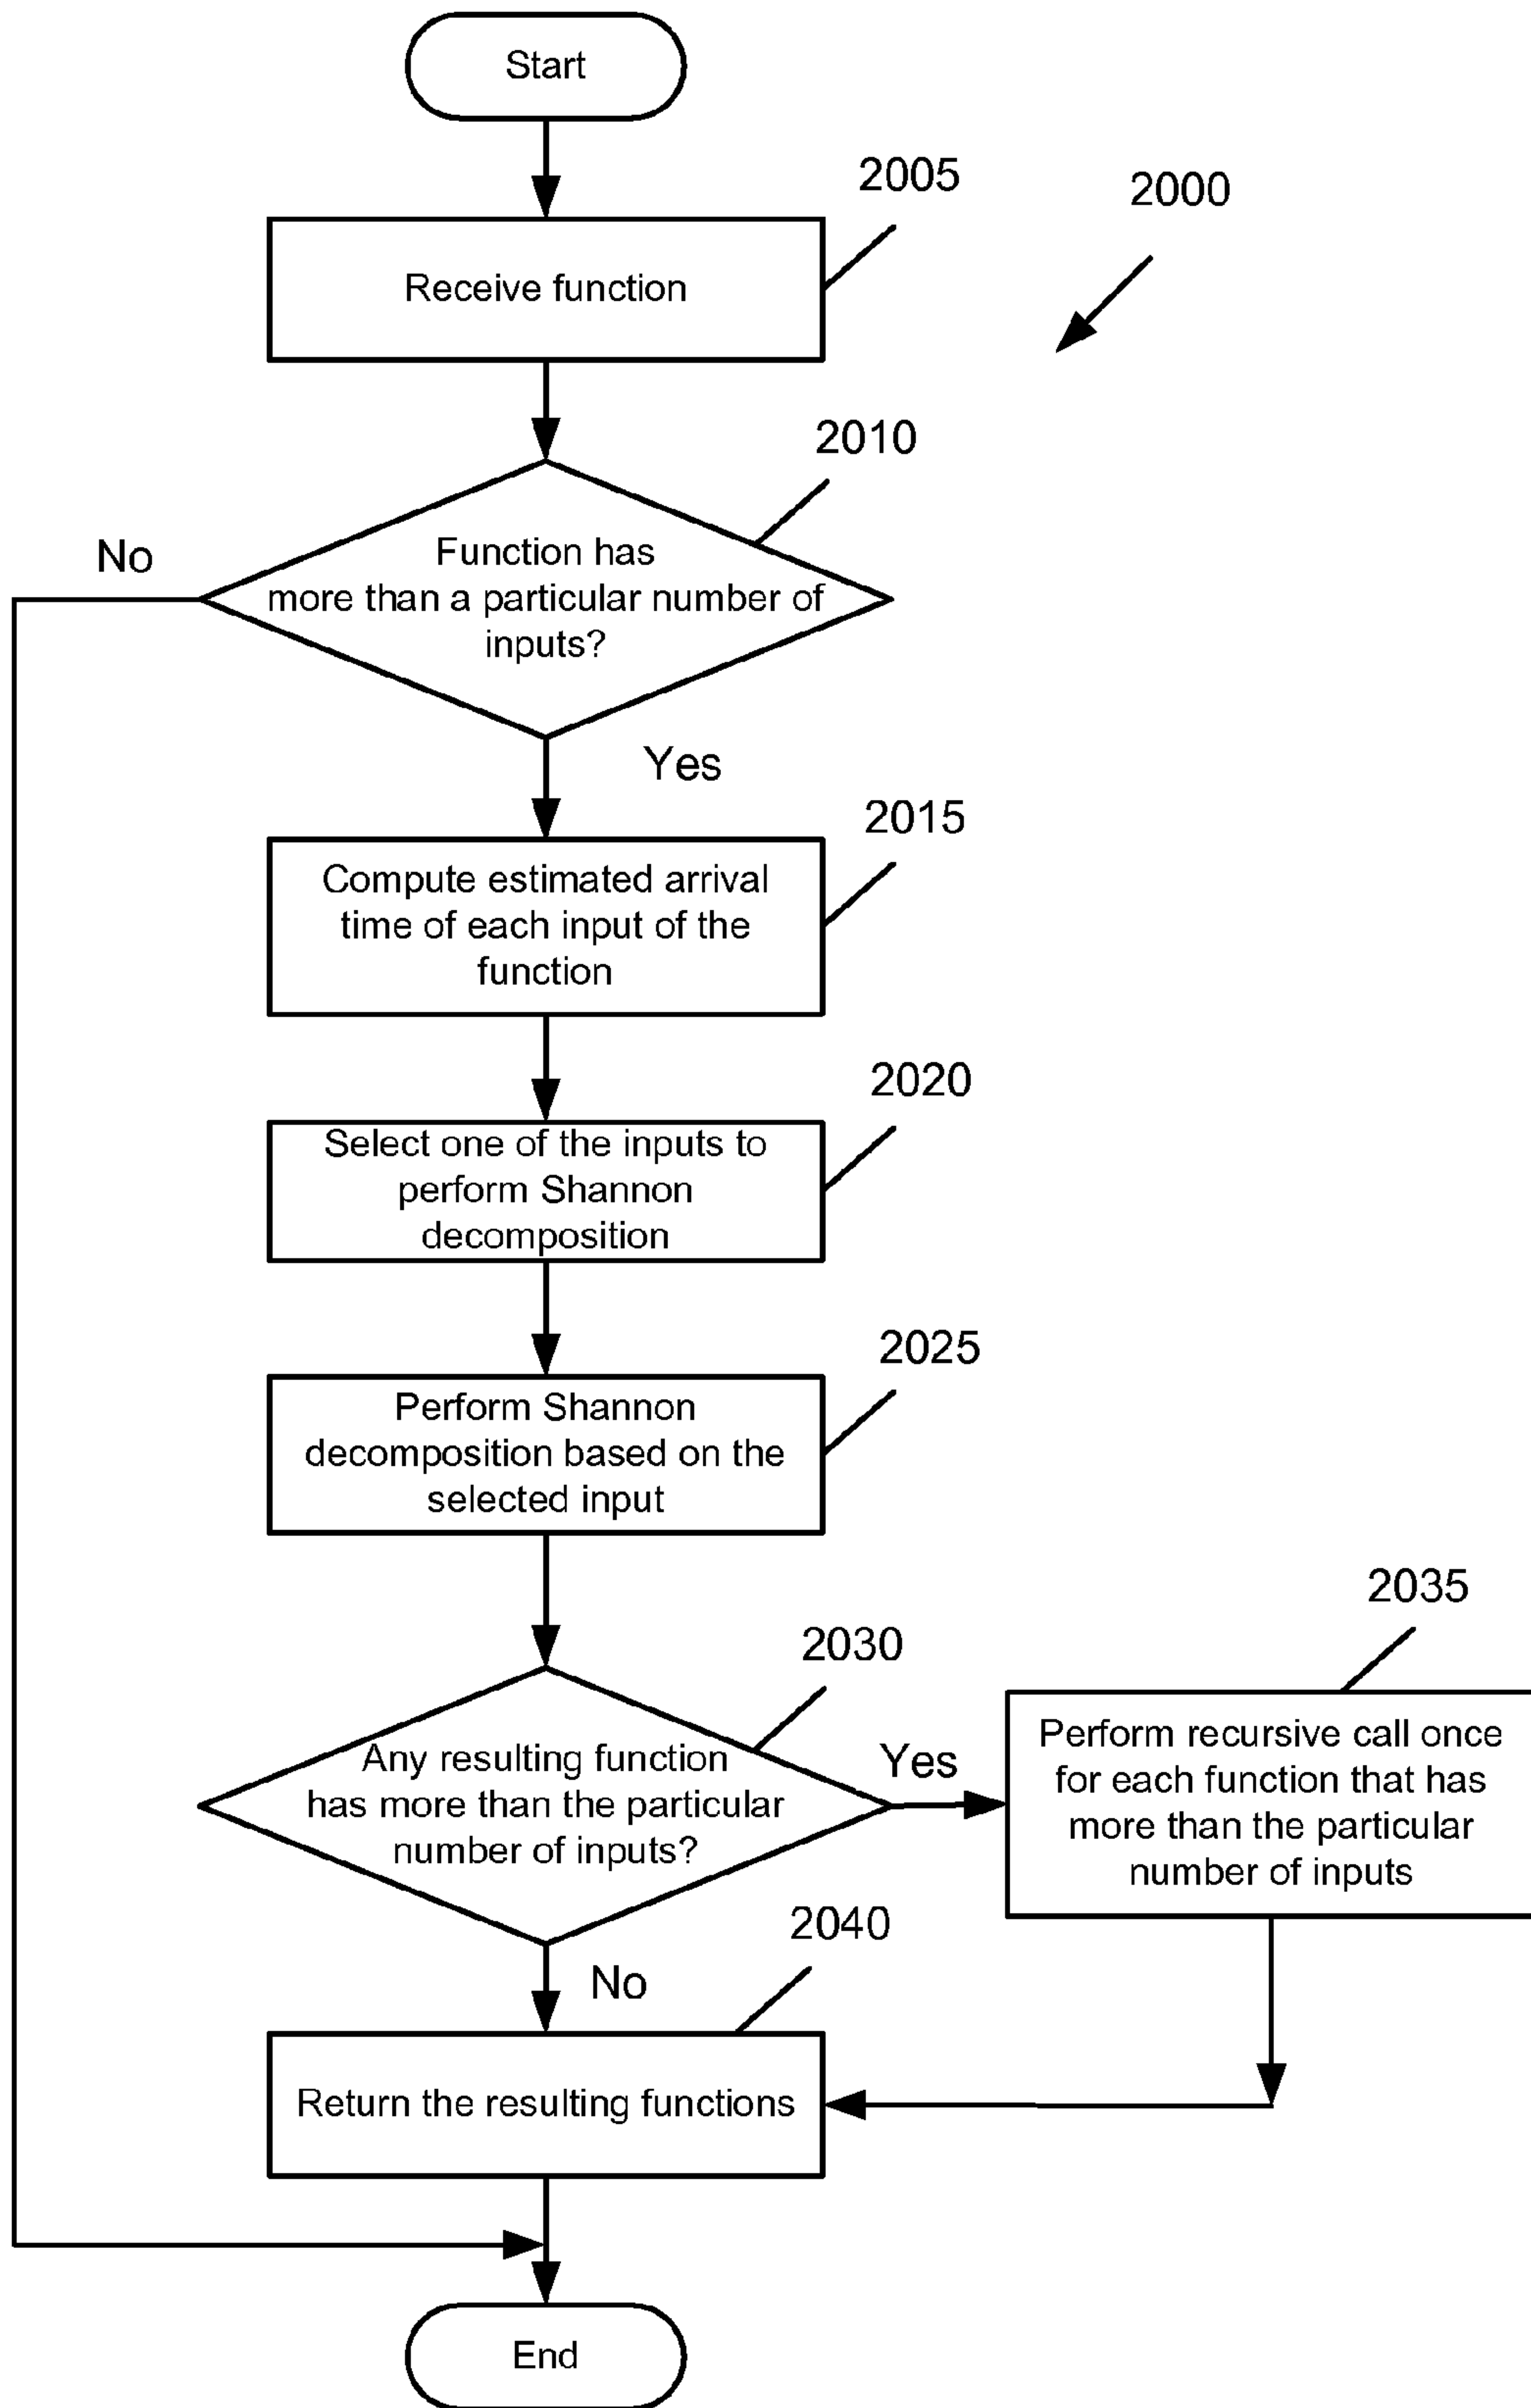 Start
2005
2000
Receive function
2010
No
Function has
more than a particular number of
inputs?
Yes
2015
Compute estimated arrival
time of each input of the
function
2020
Select one of the inputs to
perform Shannon
decomposition
2025
Perform Shannon
decomposition based on the
selected input
2035
2030
Any resulting function
has more than the particular
number of inputs?
Yes
Perform recursive call once
for each function that has
more than the particular
number of inputs
2040
No
Return the resulting functions
End